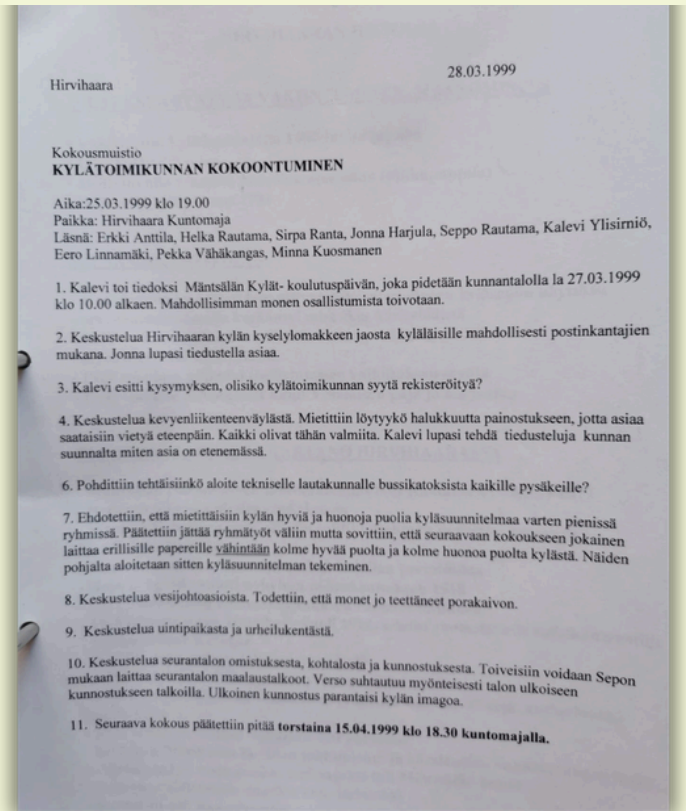 28.03.1999
Hirvihaara
Kokousmuistio
KYLÄTOIMIKUNNAN KOKOONTUMINEN
Aika:25.03.1999 klo 19.00
Paikka: Hirvihaara Kuntomaja
Läsnä: Erkki Anttila, Helka Rautama, Sirpa Ranta, Jonna Harjula, Seppo Rautama, Kalevi Ylisirniö,
Eero Linnamäki, Pekka Vähäkangas, Minna Kuosmanen
1. Kalevi toi tiedoksi Mäntsälän Kylät- koulutuspäivän, joka pidetään kunnantalolla la 27.03.1999
klo 10.00 alkaen. Mahdollisimman monen osallistumista toivotaan.
2. Keskustelua Hirvihaaran kylän kyselylomakkeen jaosta kyläläisille mahdollisesti postinkantajien
mukana. Jonna lupasi tiedustella asiaa.
3. Kalevi esitti kysymyksen, olisiko kylätoimikunnan syytä rekisteröityä?
4. Keskustelua kevyenliikenteenväylästä. Mietittiin löytyykö halukkuutta painostukseen, jotta asiaa
saataisiin vietyä eteenpäin. Kaikki olivat tähän valmiita. Kalevi lupasi tehdä tiedusteluja kunnan
suunnalta miten asia on etenemässä.
6. Pohdittiin tehtäisiinkö aloite tekniselle lautakunnalle bussikatoksista kaikille pysäkeille?
7. Ehdotettiin, että mietittäisiin kylän hyviä ja huonoja puolia kyläsuunnitelmaa varten pienissä
ryhmissä. Päätettiin jättää ryhmätyöt väliin mutta sovittiin, että seuraavaan kokoukseen jokainen
laittaa erillisille papereille vähintään kolme hyvää puolta ja kolme huonoa puolta kylästä. Näiden
pohjalta aloitetaan sitten kyläsuunnitelman tekeminen.
8. Keskustelua vesijohtoasioista. Todettiin, että monet jo teettäneet porakaivon.
9. Keskustelua uintipaikasta ja urheilukentästä.
10. Keskustelua seurantalon omistuksesta, kohtalosta ja kunnostuksesta. Toiveisiin voidaan Sepon
mukaan laittaa seurantalon maalaustalkoot. Verso suhtautuu myönteisesti talon ulkoiseen
kunnostukseen talkoilla. Ulkoinen kunnostus parantaisi kylän imagoa.
11. Seuraava kokous päätettiin pitää torstaina 15.04.1999 klo 18.30 kuntomajalla.